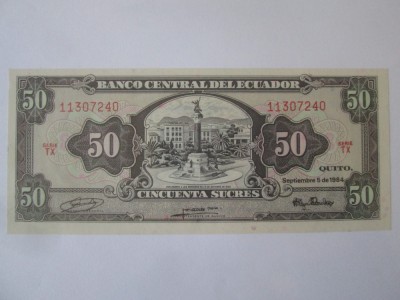 BANCO CENTRAL DEL ECUADOR
50 50
11307240 11307240
SERIE TX SERIE TX
50 50
QUITO,
Septiembre 5 de 1984
50 50
CINCUENTA SUCRES